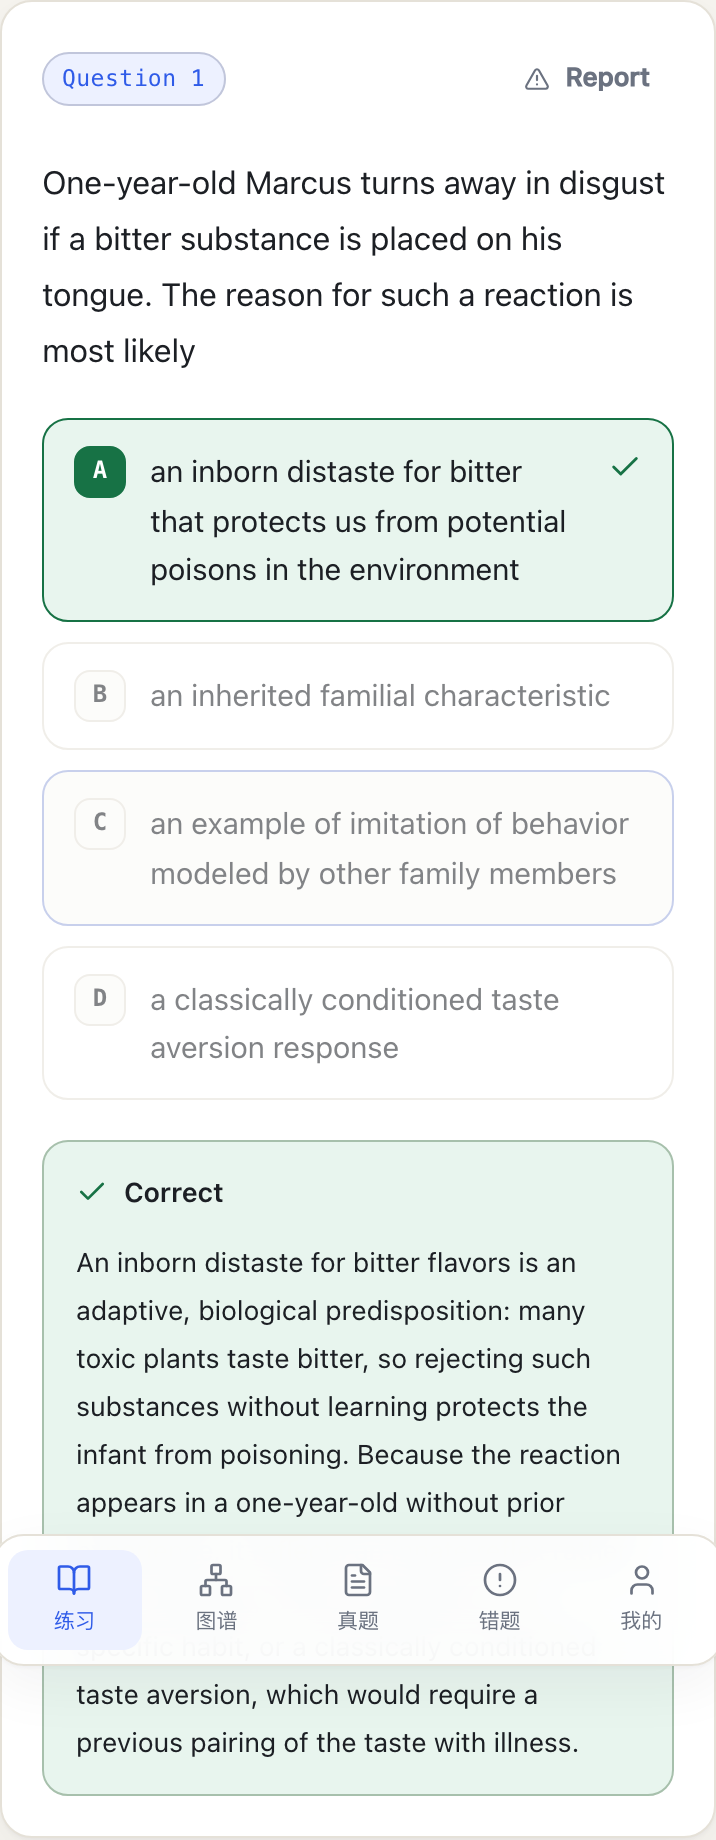 Question 1
Report
One-year-old Marcus turns away in disgust
if a bitter substance is placed on his
tongue. The reason for such a reaction is
most likely
A
an inborn distaste for bitter
that protects us from potential
poisons in the environment
B
an inherited familial characteristic
C
an example of imitation of behavior
modeled by other family members
D
a classically conditioned taste
aversion response
Correct
An inborn distaste for bitter flavors is an
adaptive, biological predisposition: many
toxic plants taste bitter, so rejecting such
substances without learning protects the
infant from poisoning. Because the reaction
appears in a one-year-old without prior
练习
图谱
真题
错题
我的
specific habit, or a classically conditioned
taste aversion, which would require a
previous pairing of the taste with illness.